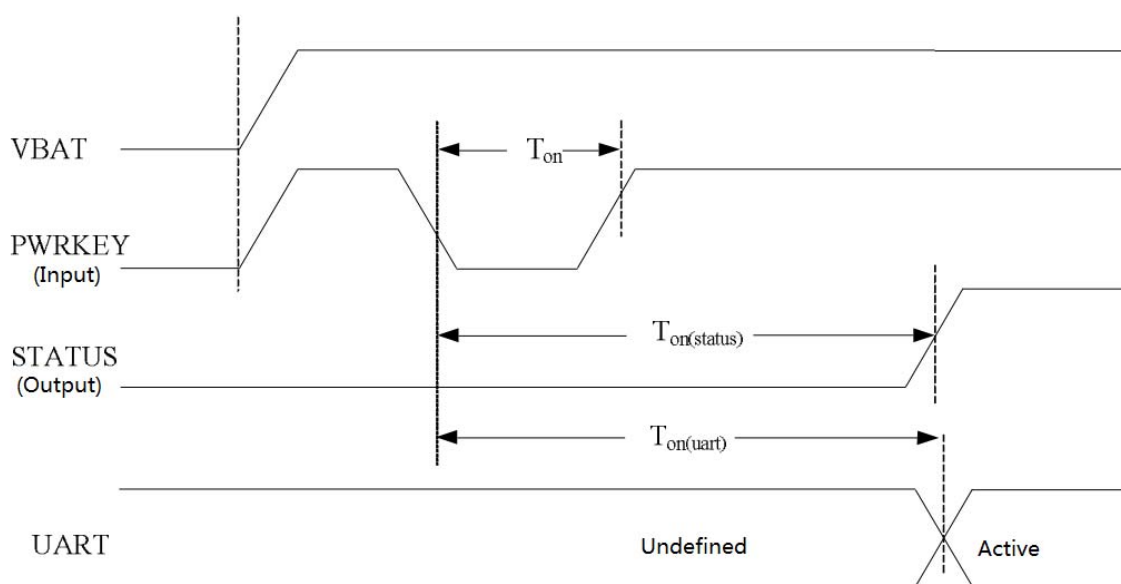 VBAT
Ton
PWRKEY
(Input)
Ton(status)
STATUS
(Output)
Ton(uart)
UART
Undefined
Active